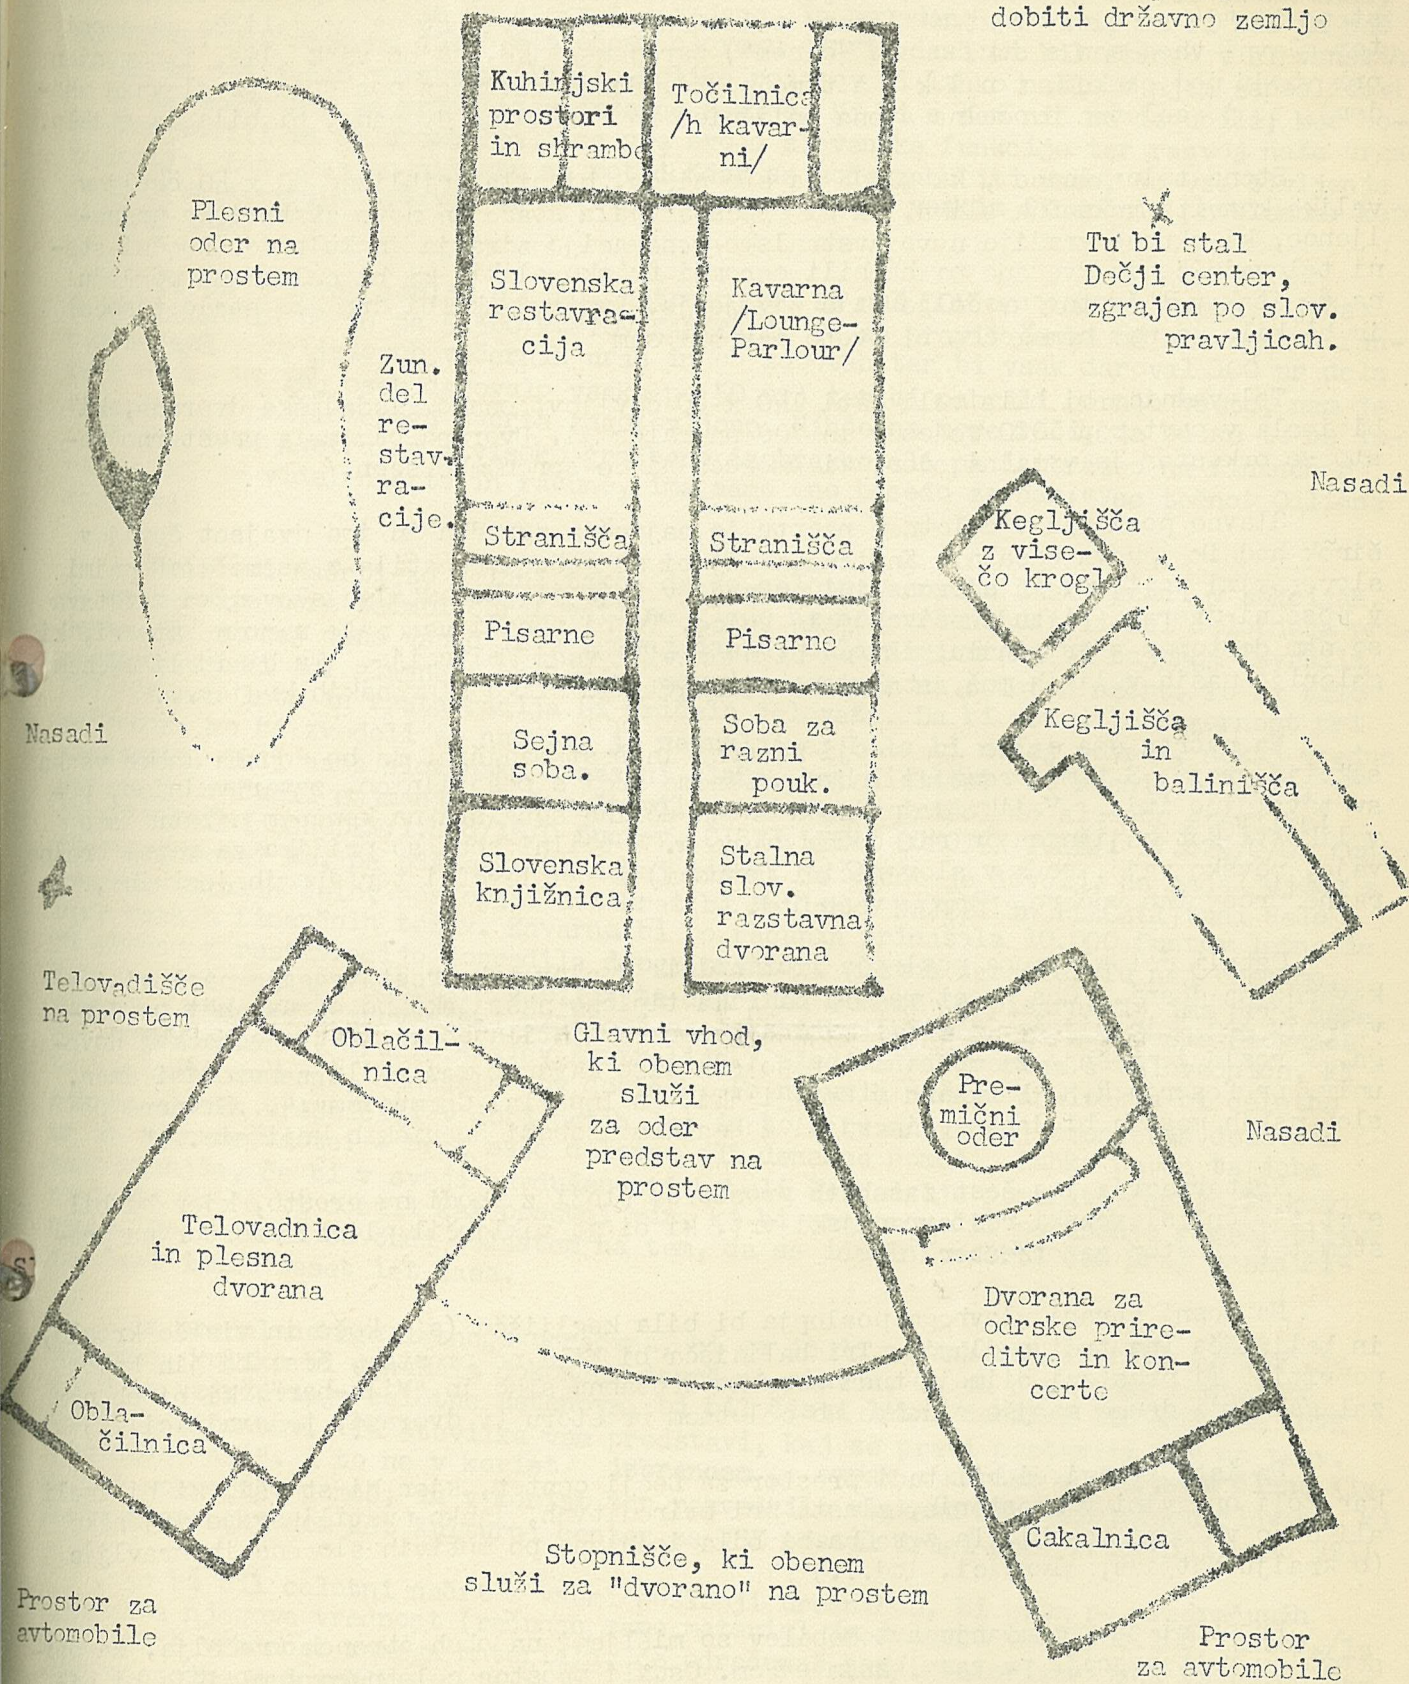 dobiti državno zemljo
Kuhinjski
prostori
in shrambe
Točilnica
/h kavar-
ni/
Plesni
oder na
prostem
Tu bi stal
Dečji center,
zgrajen po slov.
pravljicah.
Slovenska
restavra-
cija
Kavarna
/Lounge-
Parlour/
Zun.
del
re-
stav-
ra-
cije.
Nasadi
Kegljišča
z vise-
čo kroglo
Stranišča
Stranišča
Pisarne
Pisarne
Nasadi
Sejna
soba.
Soba za
razni
pouk.
Kegljišča
in
balinišča
Slovenska
knjižnica
Stalna
slov.
razstavna
dvorana
Telovadišče
na prostem
Oblačil-
nica
Glavni vhod,
ki obenem
služi
za oder
predstav na
prostem
Pre-
mični
oder
Nasadi
Telovadnica
in plesna
dvorana
Dvorana za
odrske prire-
ditve in kon-
certe
Obla-
čilnica
Cakalnica
Stopnišče, ki obenem
služi za "dvorano" na prostem
Prostor za
avtomobile
Prostor
za avtomobile